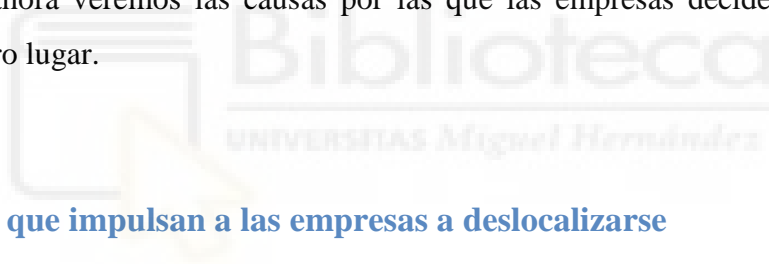 ahora veremos las causas por las que las empresas decide
ro lugar.
Biblioteca
UNIVERSITAS Miguel Hernández
que impulsan a las empresas a deslocalizarse